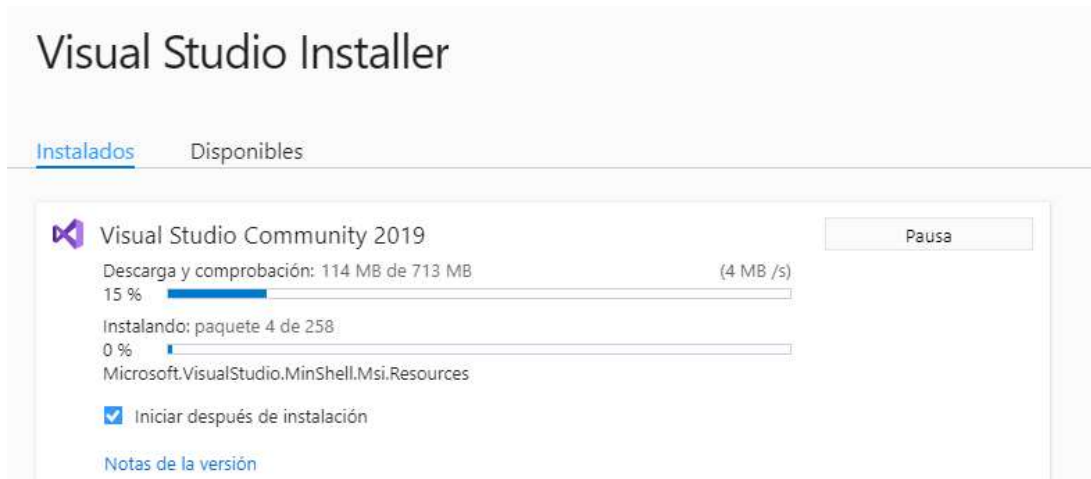 Visual Studio Installer
Instalados Disponibles
Visual Studio Community 2019 Pausa
Descarga y comprobación: 114 MB de 713 MB (4 MB /s)
15 %
Instalando: paquete 4 de 258
0 %
Microsoft.VisualStudio.MinShell.Msi.Resources
Iniciar después de instalación
Notas de la versión